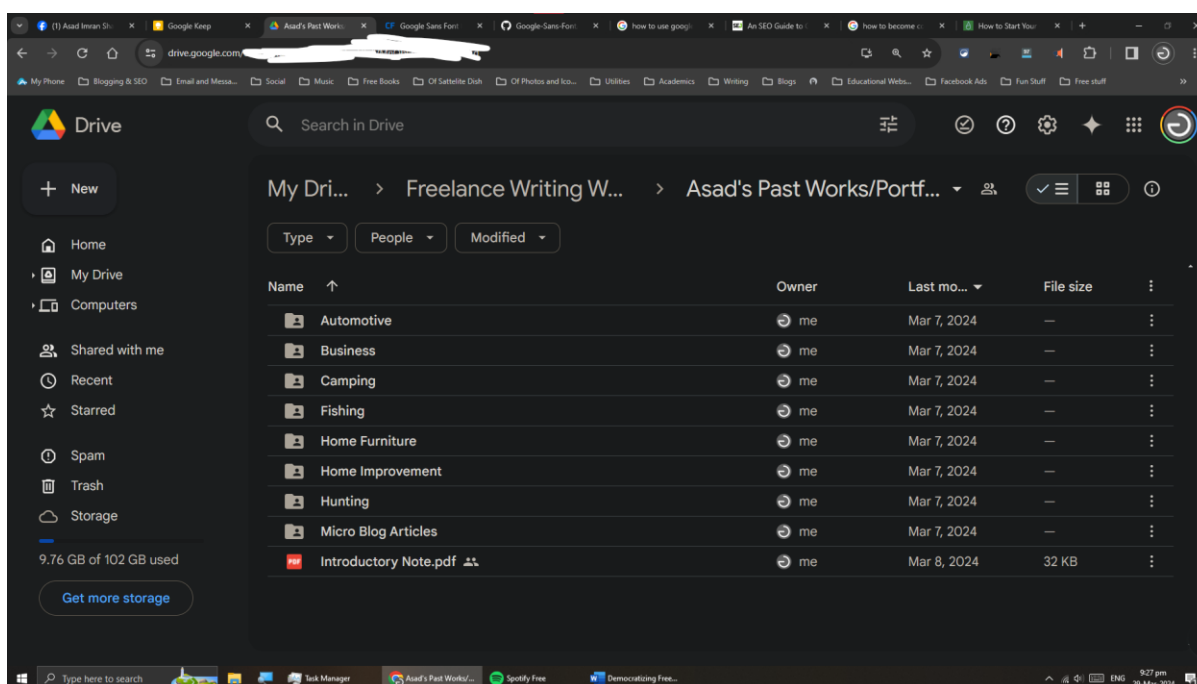 (1) Asad Imran Sh
Google Keep
Asad's Past Works
Google Sans Font
Google-Sans-Font
how to use googl
An SEO Guide to
how to become c
How to Start Your
drive.google.com/
My Phone
Blogging & SEO
Email and Messa...
Social
Music
Free Books
Of Sattelite Dish
Of Photos and Ico...
Utilities
Academics
Writing
Blogs
Educational Webs...
Facebook Ads
Fun Stuff
Free stuff
Drive
Search in Drive
New
My Dri... > Freelance Writing W... > Asad's Past Works/Portf...
Type
People
Modified
Home
My Drive
Computers
Shared with me
Recent
Starred
Spam
Trash
Storage
9.76 GB of 102 GB used
Get more storage
Name Owner Last mo... File size
Automotive me Mar 7, 2024 —
Business me Mar 7, 2024 —
Camping me Mar 7, 2024 —
Fishing me Mar 7, 2024 —
Home Furniture me Mar 7, 2024 —
Home Improvement me Mar 7, 2024 —
Hunting me Mar 7, 2024 —
Micro Blog Articles me Mar 7, 2024 —
PDF Introductory Note.pdf me Mar 8, 2024 32 KB
Type here to search
Task Manager
Asad's Past Works/...
Spotify Free
Democratizing Free...
ENG
9:27 pm